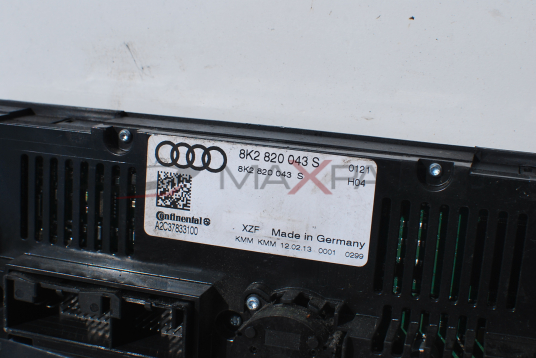 8K2 820 043 S
8K2 820 043 S
0121
H04
Continental
A2C37833100
XZF Made in Germany
KMM KMM 12.02.13 0001 0299